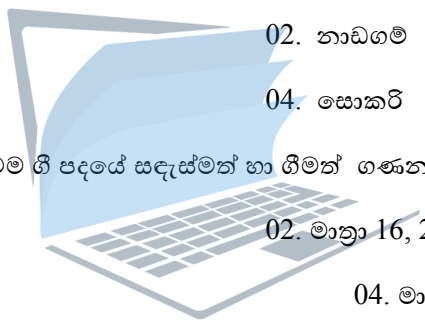 02. නාඩගම්
04. සොකරි
ම ගී පදයේ සඳැස්මත් හා ගීමත් ගණන
02. මාත්‍රා 16, 2
04. මා